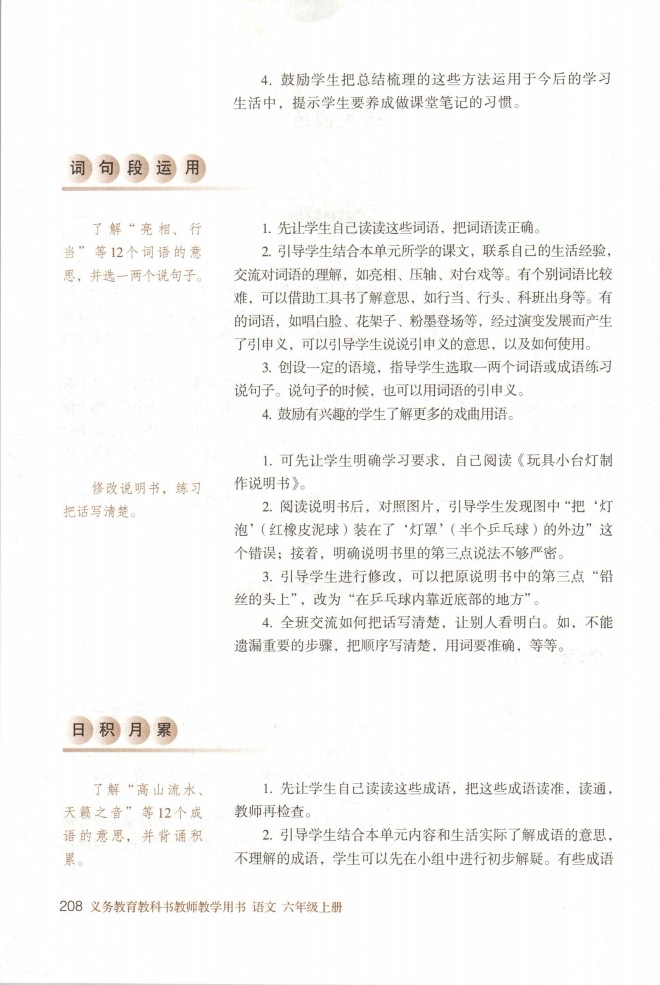 4. 鼓励学生把总结梳理的这些方法运用于今后的学习
生活中，提示学生要养成做课堂笔记的习惯。
词句段运用
了解“亮相、行
当”等12个词语的意
思，并选一两个说句子。
1. 先让学生自己读读这些词语，把词语读正确。
2. 引导学生结合本单元所学的课文，联系自己的生活经验，
交流对词语的理解，如亮相、压轴、对台戏等。有个别词语比较
难，可以借助工具书了解意思，如行当、行头、科班出身等。有
的词语，如唱白脸、花架子、粉墨登场等，经过演变发展而产生
了引申义，可以引导学生说说引申义的意思，以及如何使用。
3. 创设一定的语境，指导学生选取一两个词语或成语练习
说句子。说句子的时候，也可以用词语的引申义。
4. 鼓励有兴趣的学生了解更多的戏曲用语。
修改说明书，练习
把话写清楚。
1. 可先让学生明确学习要求，自己阅读《玩具小台灯制
作说明书》。
2. 阅读说明书后，对照图片，引导学生发现图中“把‘灯
泡’（红橡皮泥球）装在了‘灯罩’（半个乒乓球）的外边”这
个错误；接着，明确说明书里的第三点说法不够严密。
3. 引导学生进行修改，可以把原说明书中的第三点“铅
丝的头上”，改为“在乒乓球内靠近底部的地方”。
4. 全班交流如何把话写清楚，让别人看明白。如，不能
遗漏重要的步骤，把顺序写清楚，用词要准确，等等。
日积月累
了解“高山流水、
天籁之音”等12个成
语的意思，并背诵积
累。
1. 先让学生自己读读这些成语，把这些成语读准，读通，
教师再检查。
2. 引导学生结合本单元内容和生活实际了解成语的意思，
不理解的成语，学生可以先在小组中进行初步解疑。有些成语
208 义务教育教科书教师教学用书 语文 六年级上册